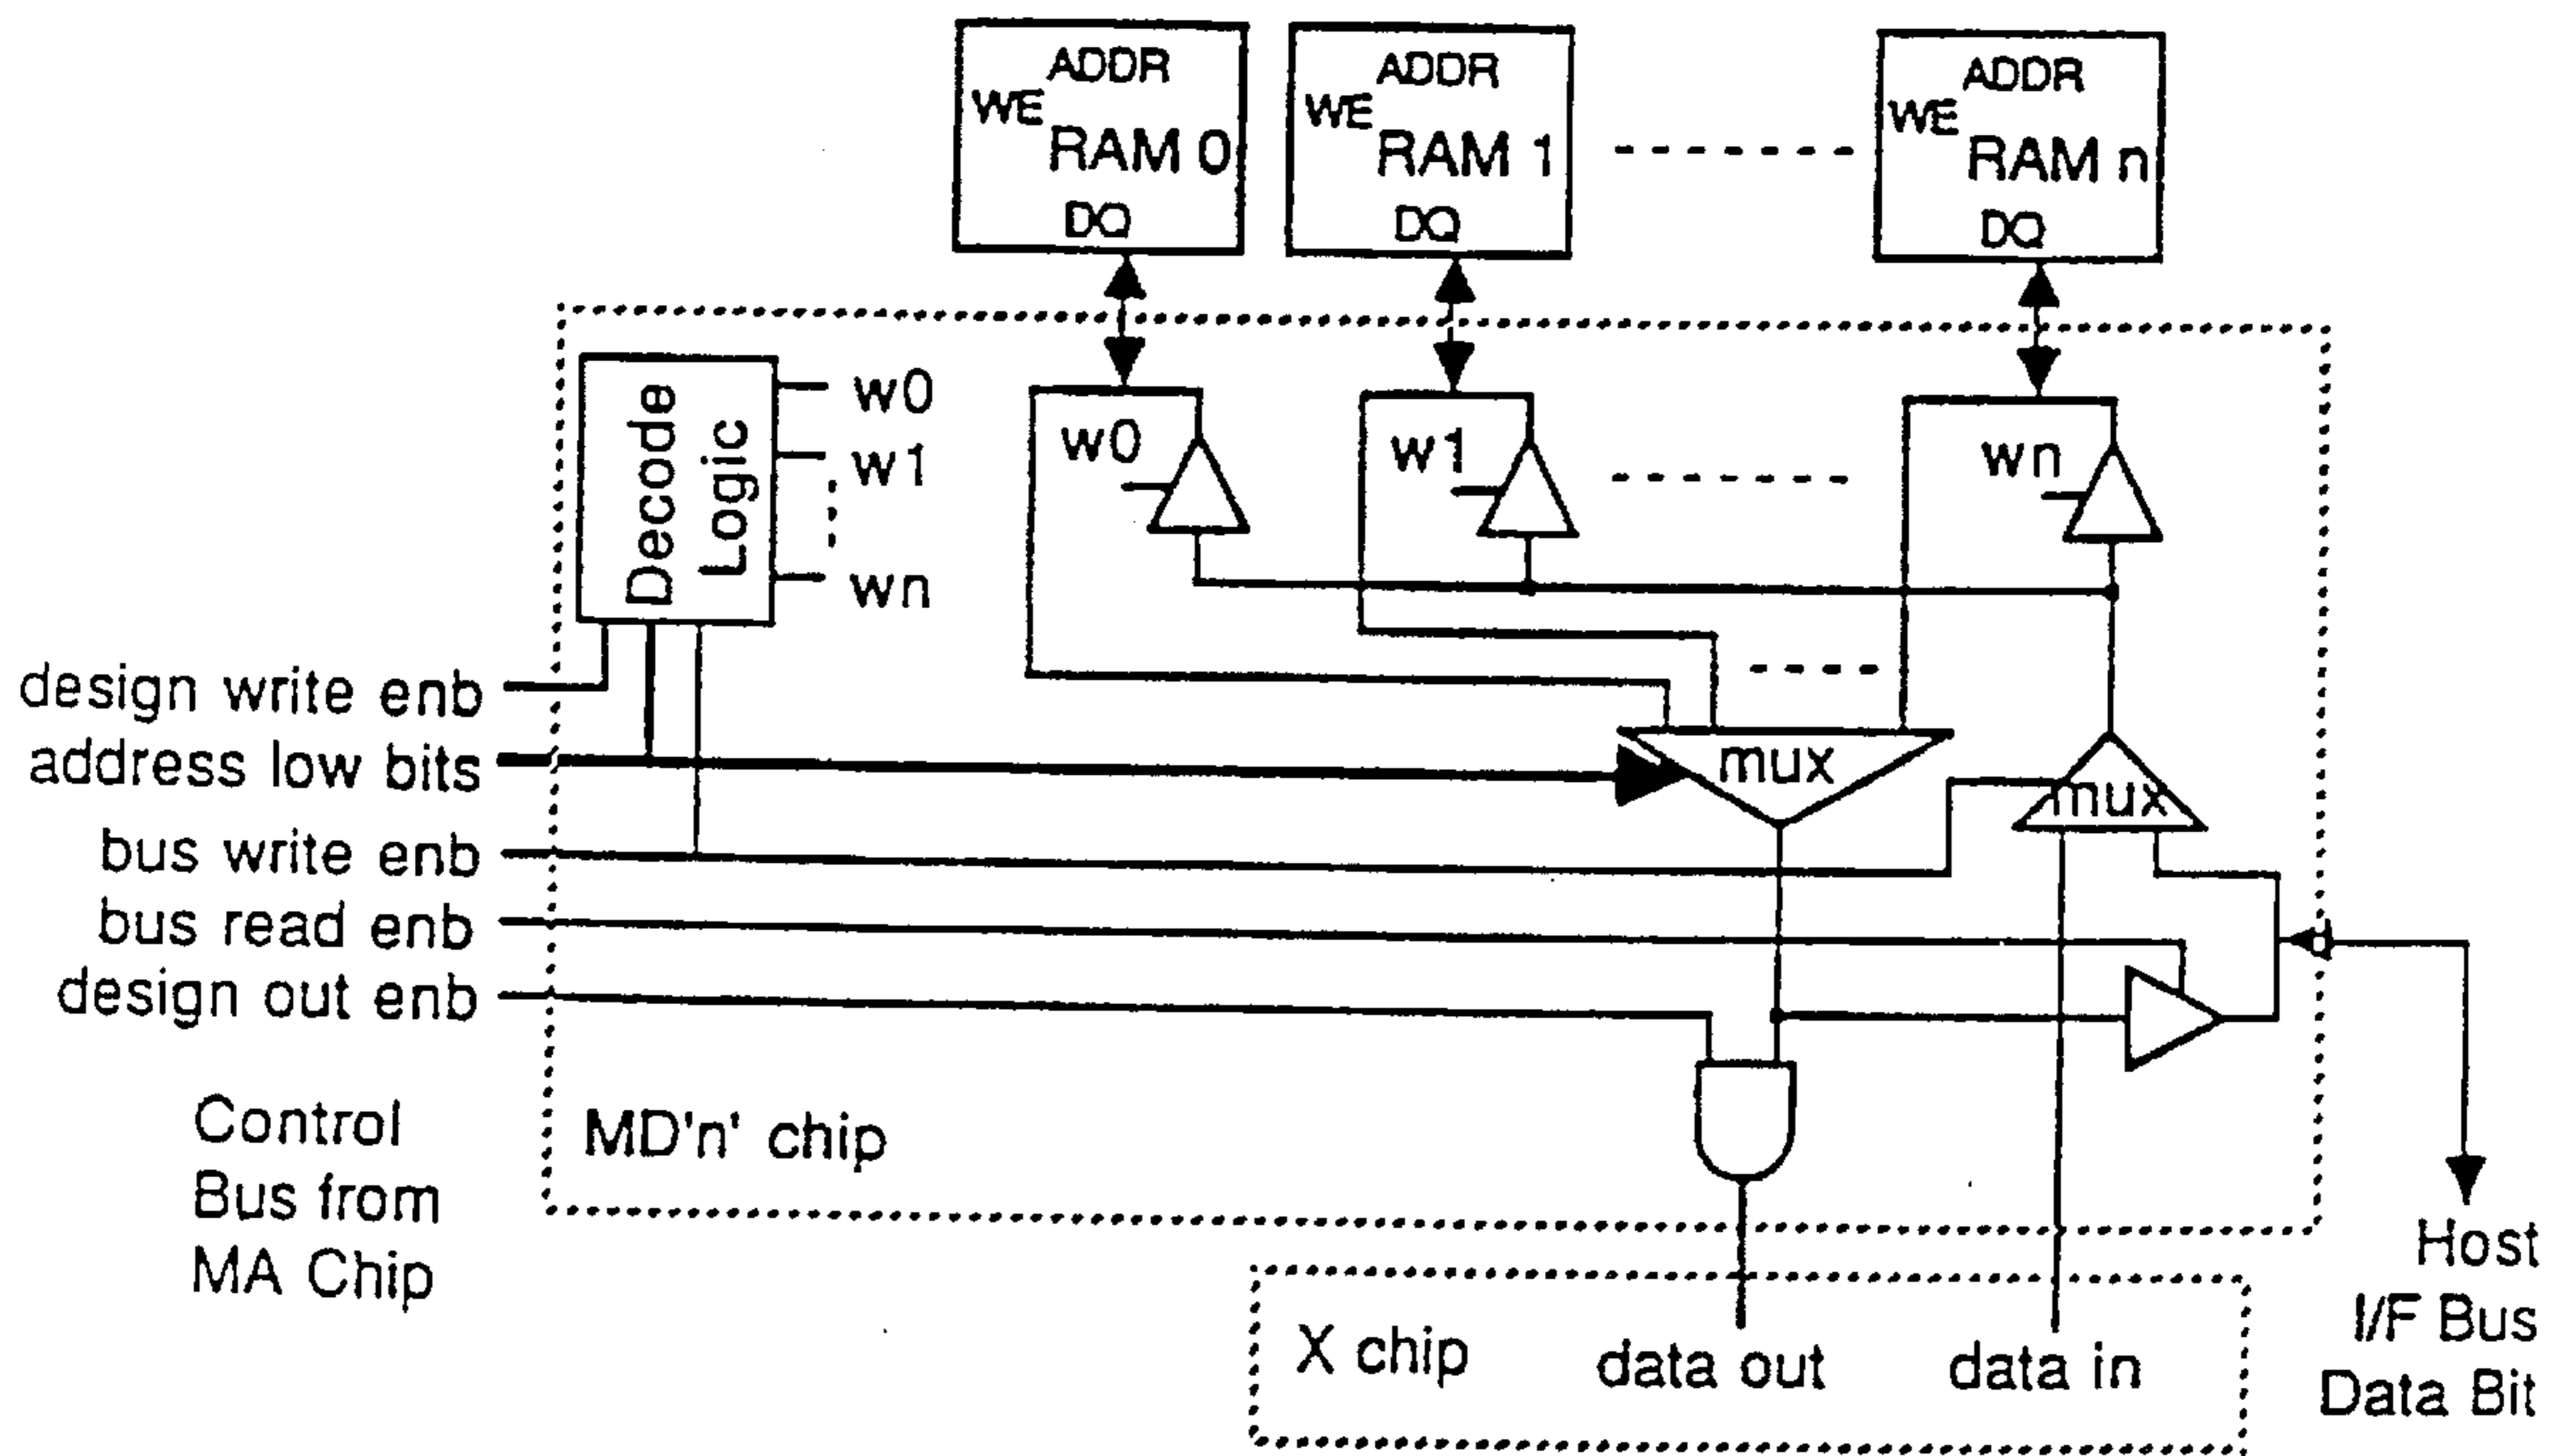 ADDR
WE
RAM 0
DQ
ADDR
WE
RAM 1
DQ
ADDR
WE
RAM n
DQ
Decode
Logic
w0
w1
wn
w0
w1
wn
design write enb
address low bits
bus write enb
bus read enb
design out enb
mux
mux
Control
Bus from
MA Chip
MD'n' chip
X chip
data out
data in
Host
I/F Bus
Data Bit